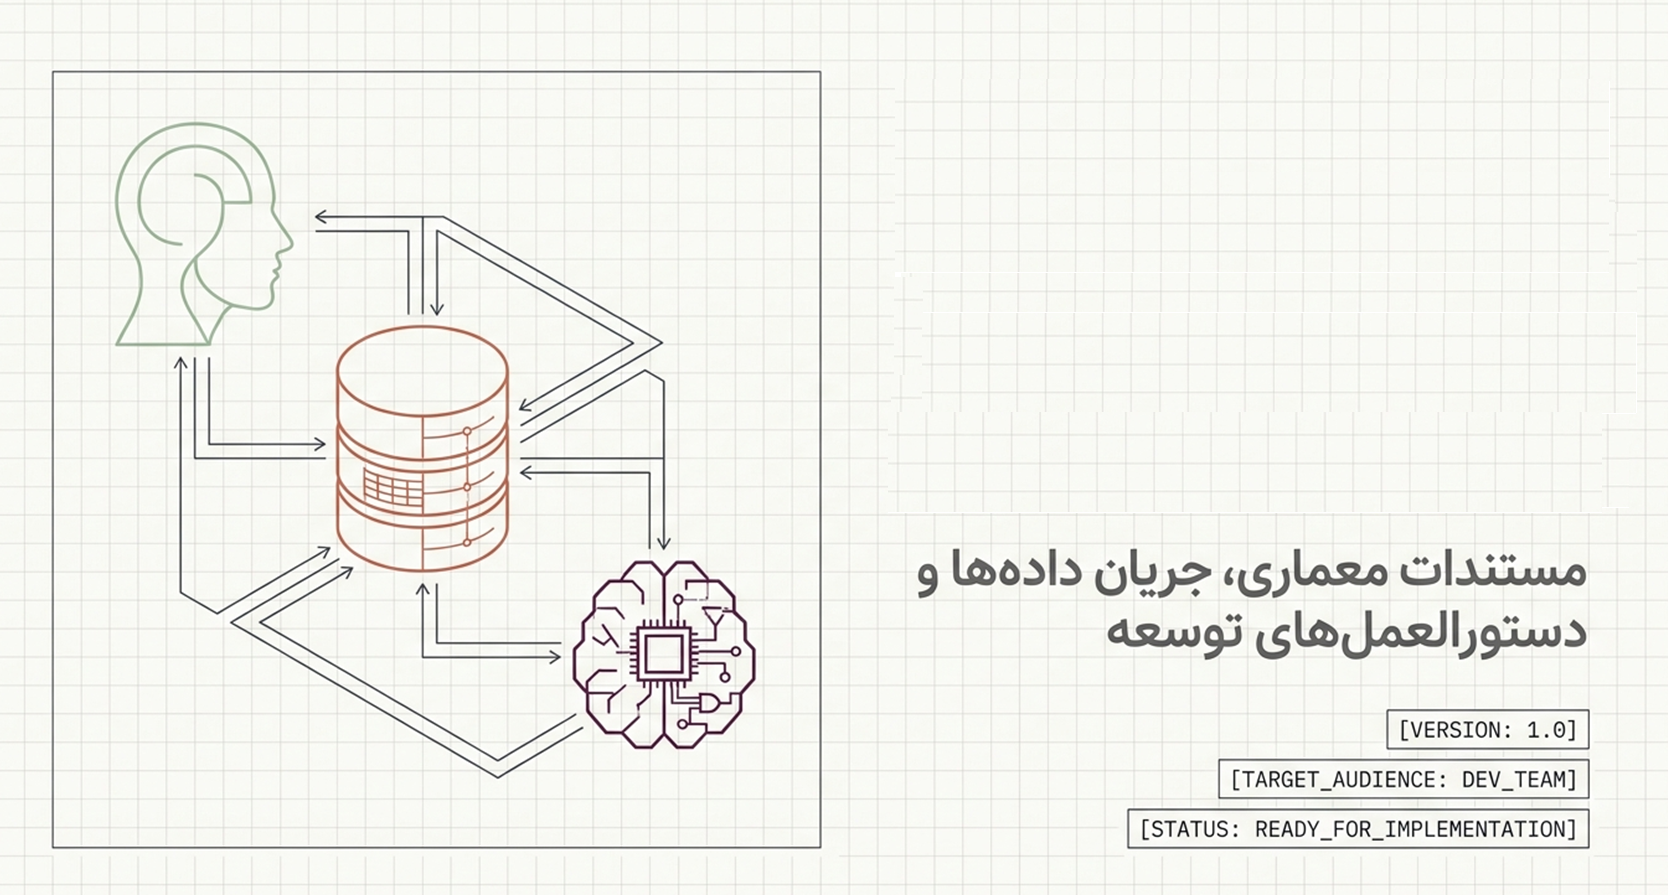 مستندات معماری، جریان داده‌ها و
دستورالعمل‌های توسعه
[VERSION: 1.0]
[TARGET_AUDIENCE: DEV_TEAM]
[STATUS: READY_FOR_IMPLEMENTATION]